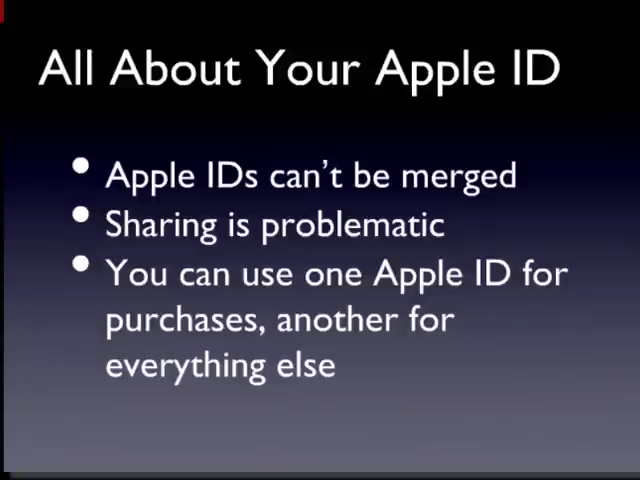 All About Your Apple ID
• Apple IDs can't be merged
• Sharing is problematic
• You can use one Apple ID for
purchases, another for
everything else